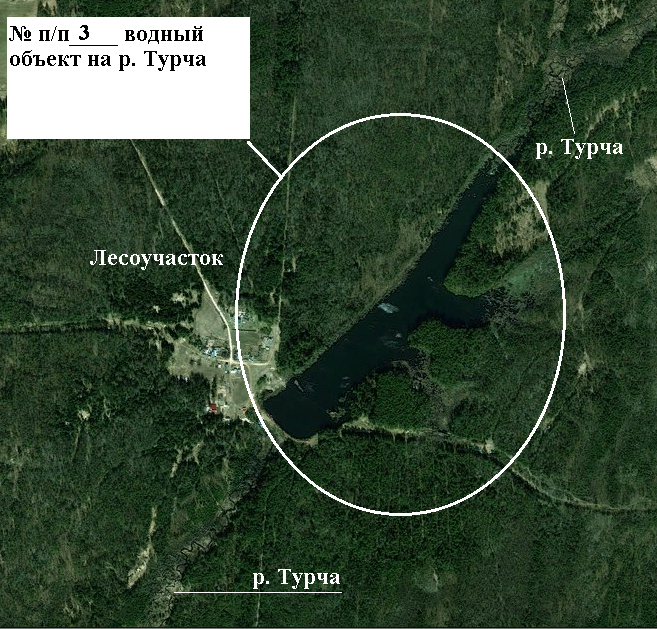 № п/п 3 водный
объект на р. Турча
р. Турча
Лесоучасток
р. Турча